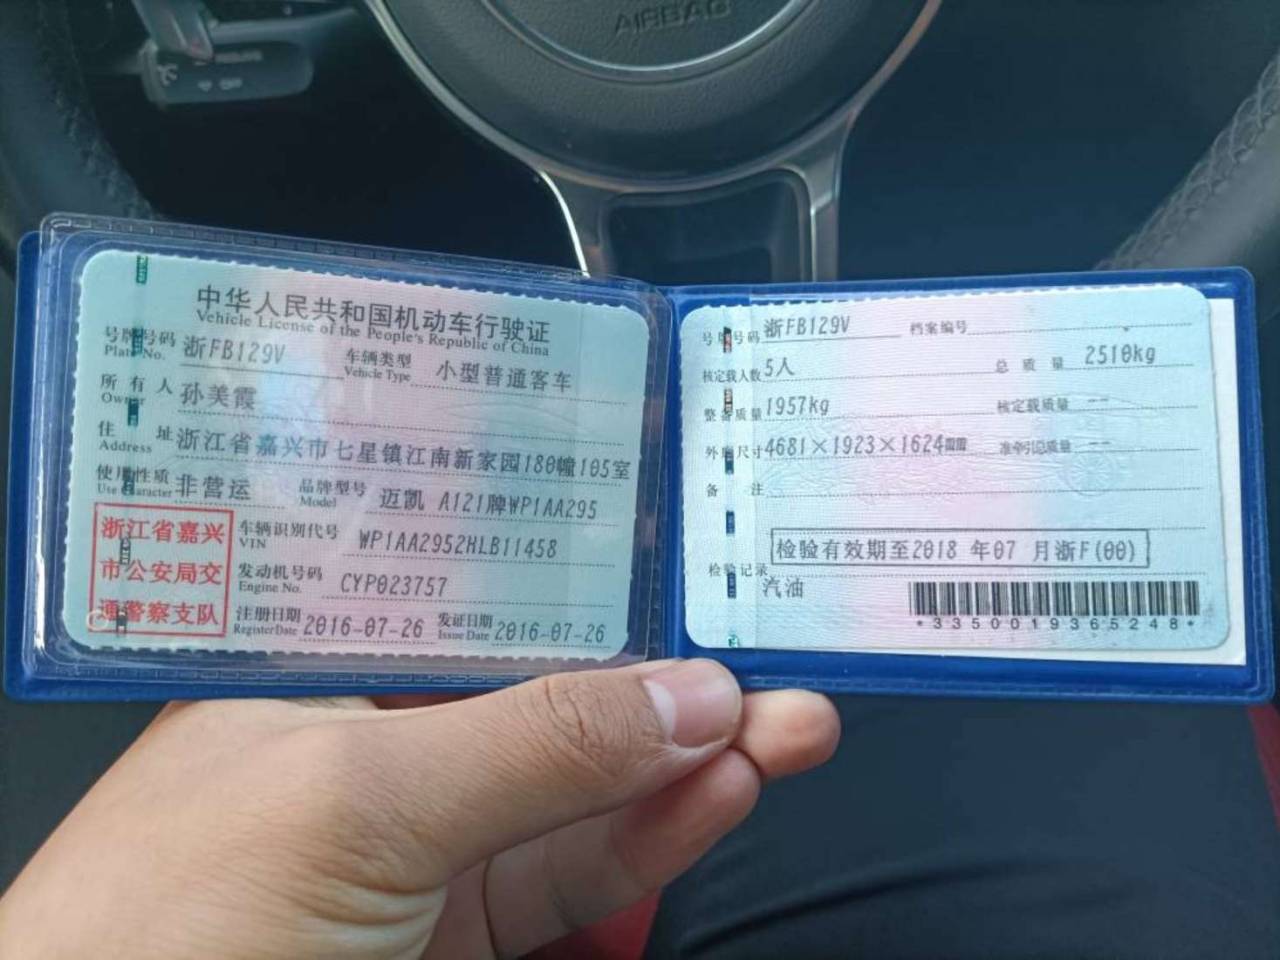 AIRBAG
中华人民共和国机动车行驶证
Vehicle License of the People's Republic of China
号牌号码 浙FB129V 车辆类型 小型普通客车
Plate No. Vehicle Type
所有人 孙美霞
Owner
住址 浙江省嘉兴市七星镇江南新家园180幢105室
Address
使用性质 非营运 品牌型号 迈凯 A121牌WP1AA295
Use Character Model
浙江省嘉兴
市公安局交
通警察支队
车辆识别代号 WP1AA2952HLB11458
VIN
发动机号码 CYP023757
Engine No.
注册日期 2016-07-26 发证日期 2016-07-26
Register Date Issue Date
号牌号码 浙FB129V 档案编号
核定载人数 5人 总质量 2510kg
整备质量 1957kg 核定载质量 --
外廓尺寸 4681×1923×1624mm 准牵引总质量 --
备注
检验有效期至2018 年07 月浙F(00)
检验记录
汽油
*3350019365248*